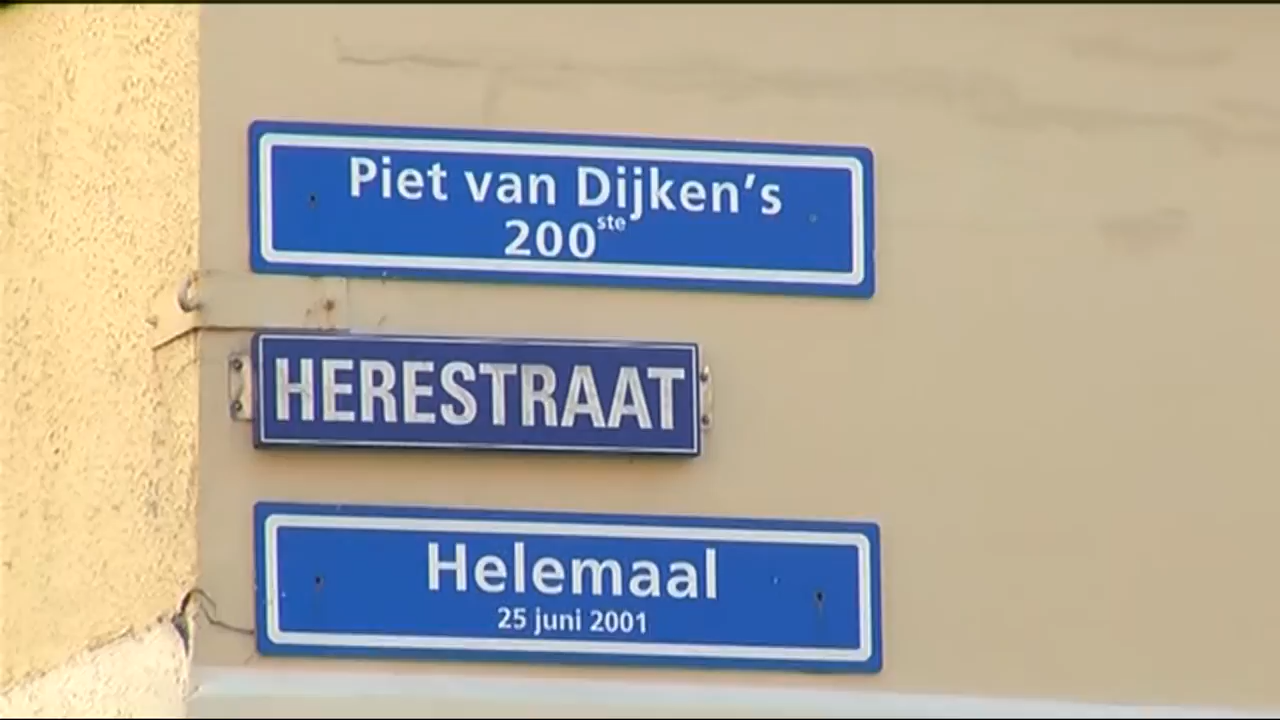 Piet van Dijken's
200ste
HERESTRAAT
Helemaal
25 juni 2001